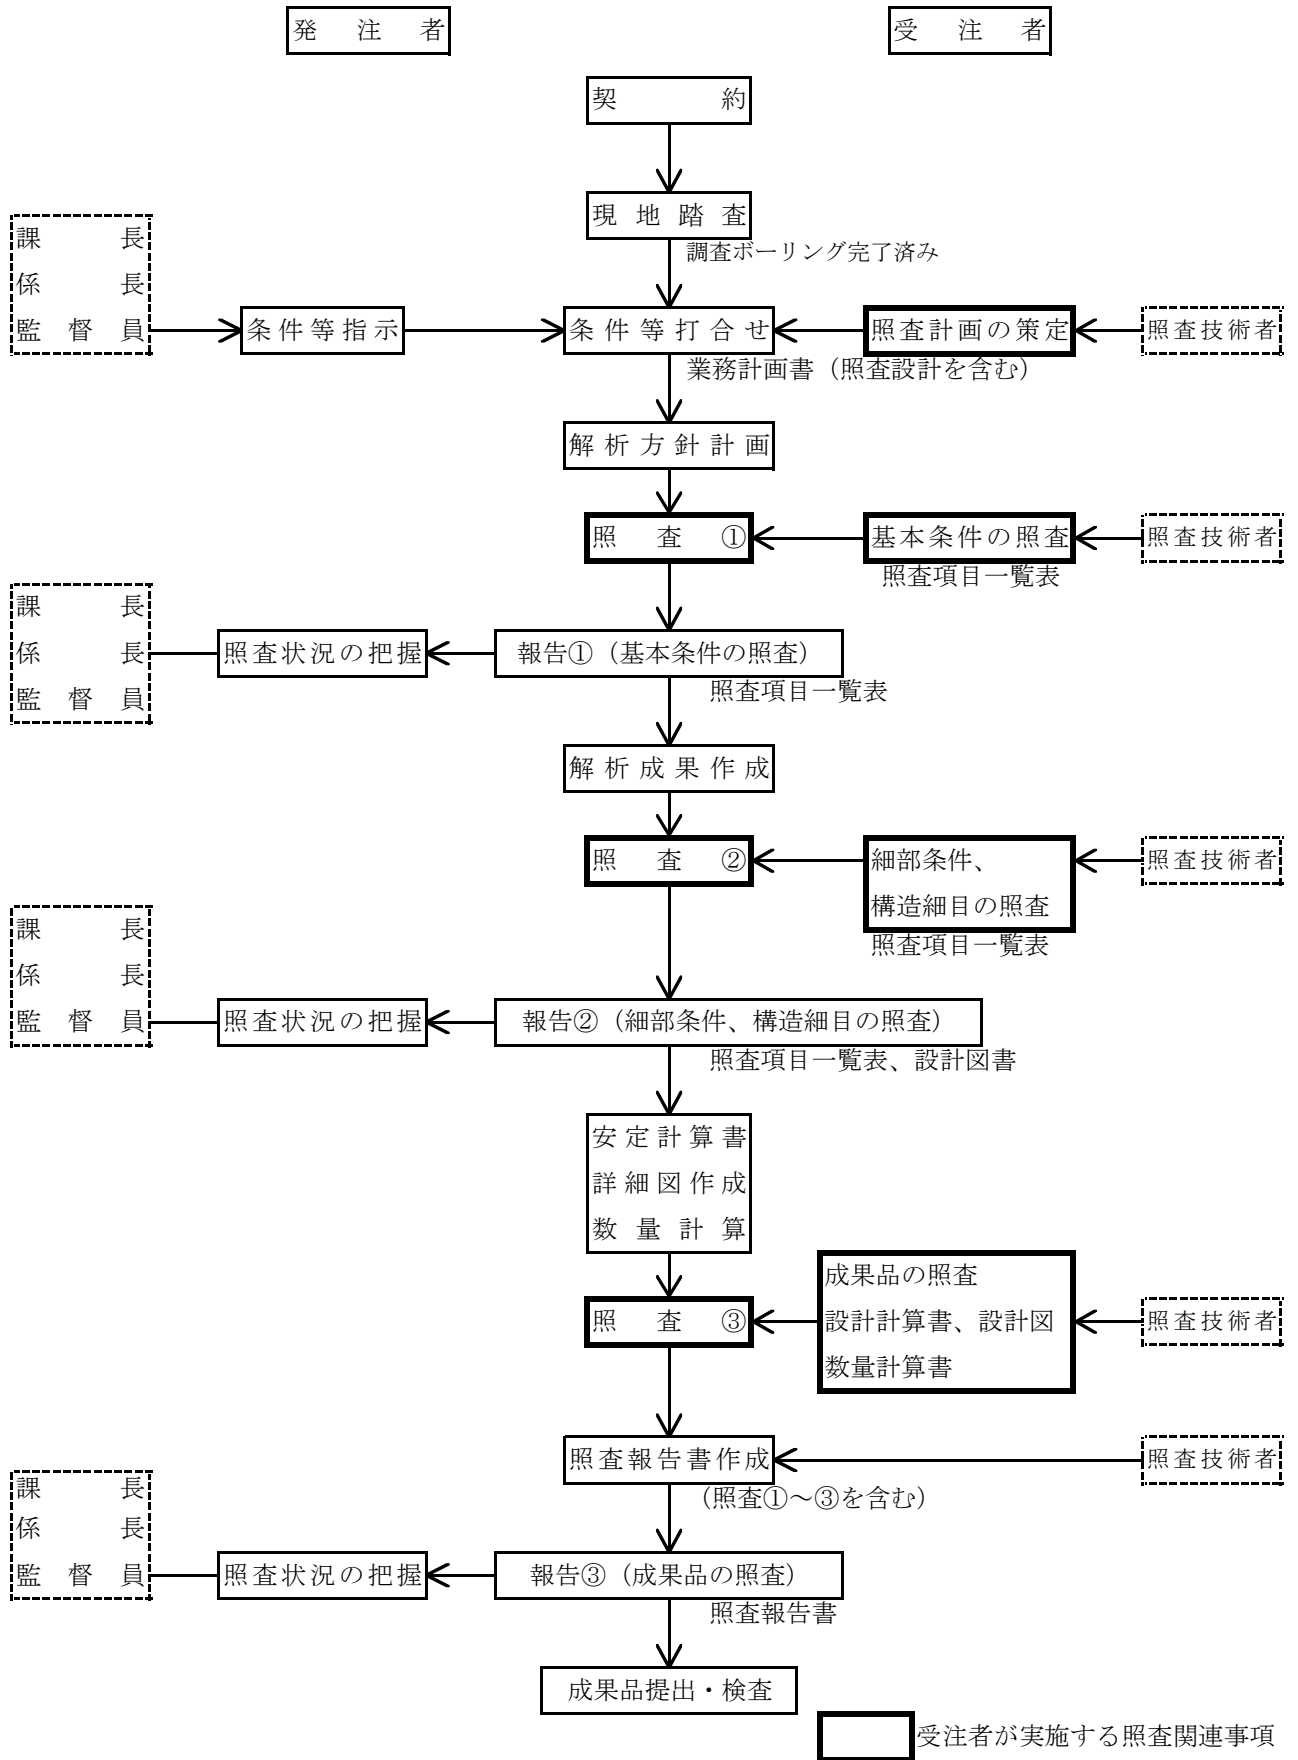 発注者
受注者
契約
現地踏査
調査ボーリング完了済み
課長
係長
監督員
条件等指示
条件等打合せ
照査計画の策定
照査技術者
業務計画書（照査設計を含む）
解析方針計画
照査①
基本条件の照査
照査技術者
照査項目一覧表
課長
係長
監督員
照査状況の把握
報告①（基本条件の照査）
照査項目一覧表
解析成果作成
照査②
細部条件、
構造細目の照査
照査技術者
照査項目一覧表
課長
係長
監督員
照査状況の把握
報告②（細部条件、構造細目の照査）
照査項目一覧表、設計図書
安定計算書
詳細図作成
数量計算
照査③
成果品の照査
設計計算書、設計図
数量計算書
照査技術者
照査報告書作成
照査技術者
（照査①～③を含む）
課長
係長
監督員
照査状況の把握
報告③（成果品の照査）
照査報告書
成果品提出・検査
受注者が実施する照査関連事項